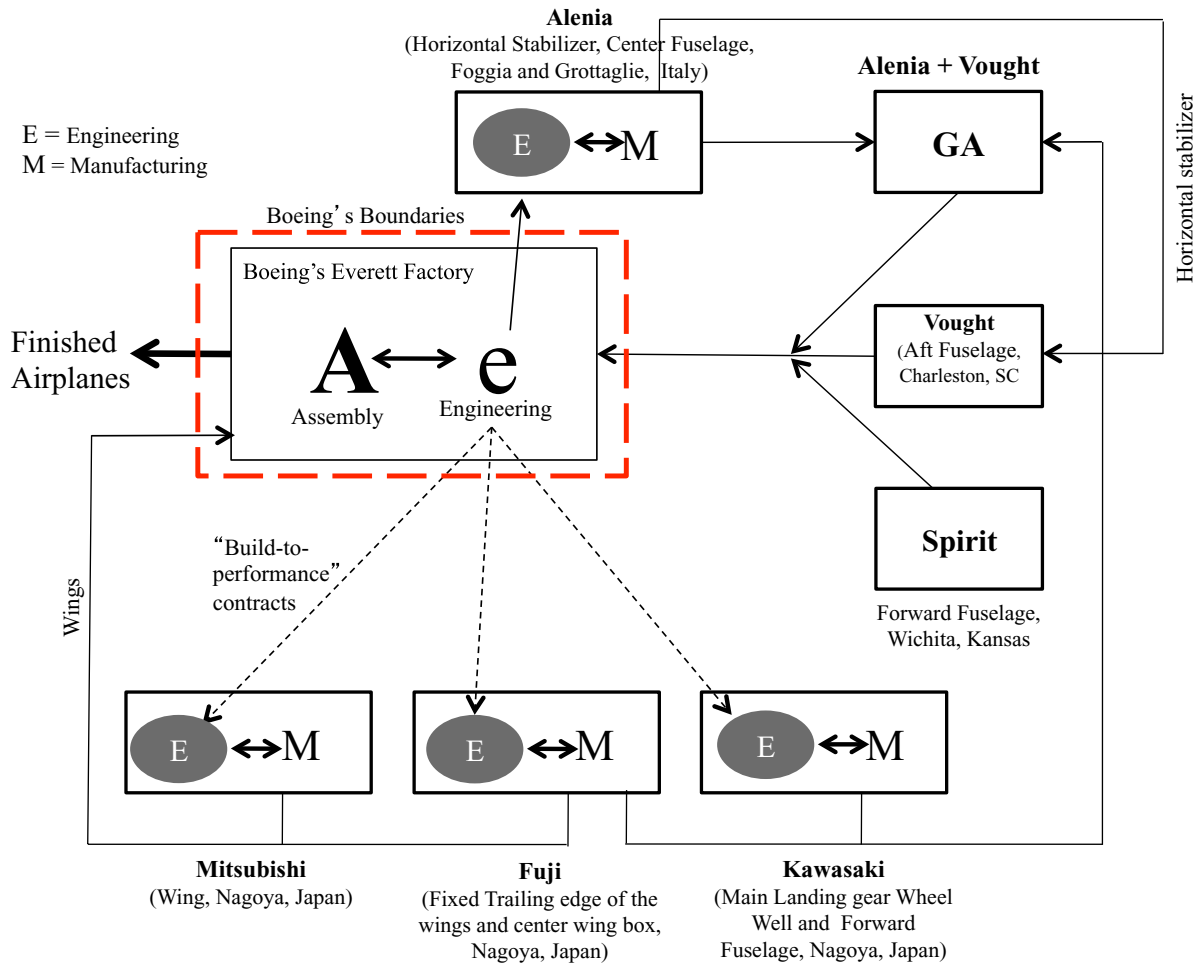 Alenia
(Horizontal Stabilizer, Center Fuselage,
Foggia and Grottaglie, Italy)
Alenia + Vought
E = Engineering
M = Manufacturing
E
M
GA
Horizontal stabilizer
Boeing's Boundaries
Boeing's Everett Factory
Finished
Airplanes
A
e
Assembly
Engineering
Vought
(Aft Fuselage,
Charleston, SC
Spirit
Forward Fuselage,
Wichita, Kansas
"Build-to-
performance"
contracts
Wings
E
M
E
M
E
M
Mitsubishi
(Wing, Nagoya, Japan)
Fuji
(Fixed Trailing edge of the
wings and center wing box,
Nagoya, Japan)
Kawasaki
(Main Landing gear Wheel
Well and Forward
Fuselage, Nagoya, Japan)